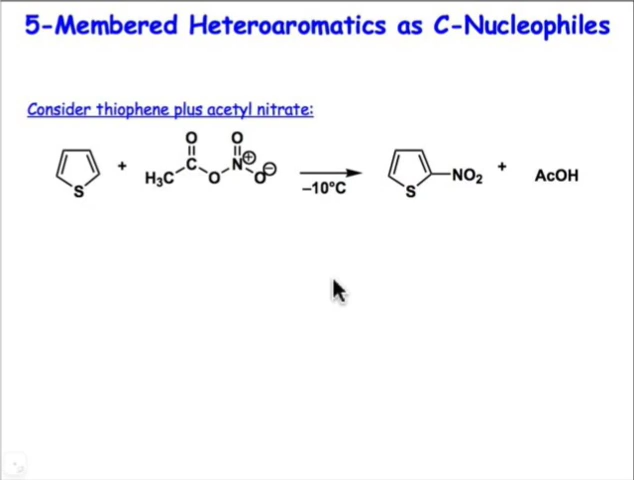 5-Membered Heteroaromatics as C-Nucleophiles
Consider thiophene plus acetyl nitrate:
S + H₃C C O O N⊕ O O⊖ –10°C S NO₂ + AcOH